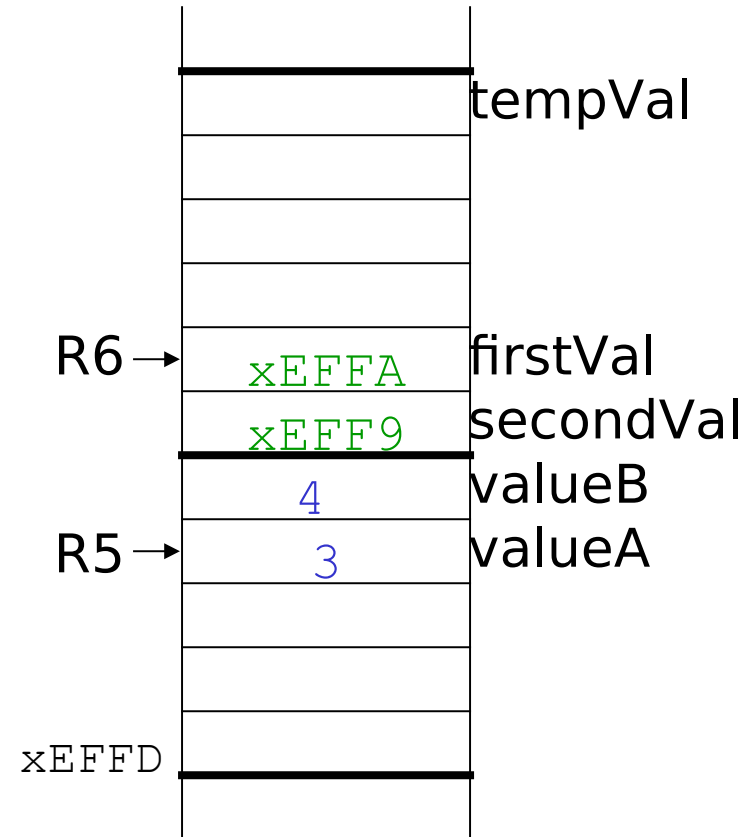 tempVal
R6 xEFFA firstVal
xEFF9 secondVal
4 valueB
R5 3 valueA
xEFFD